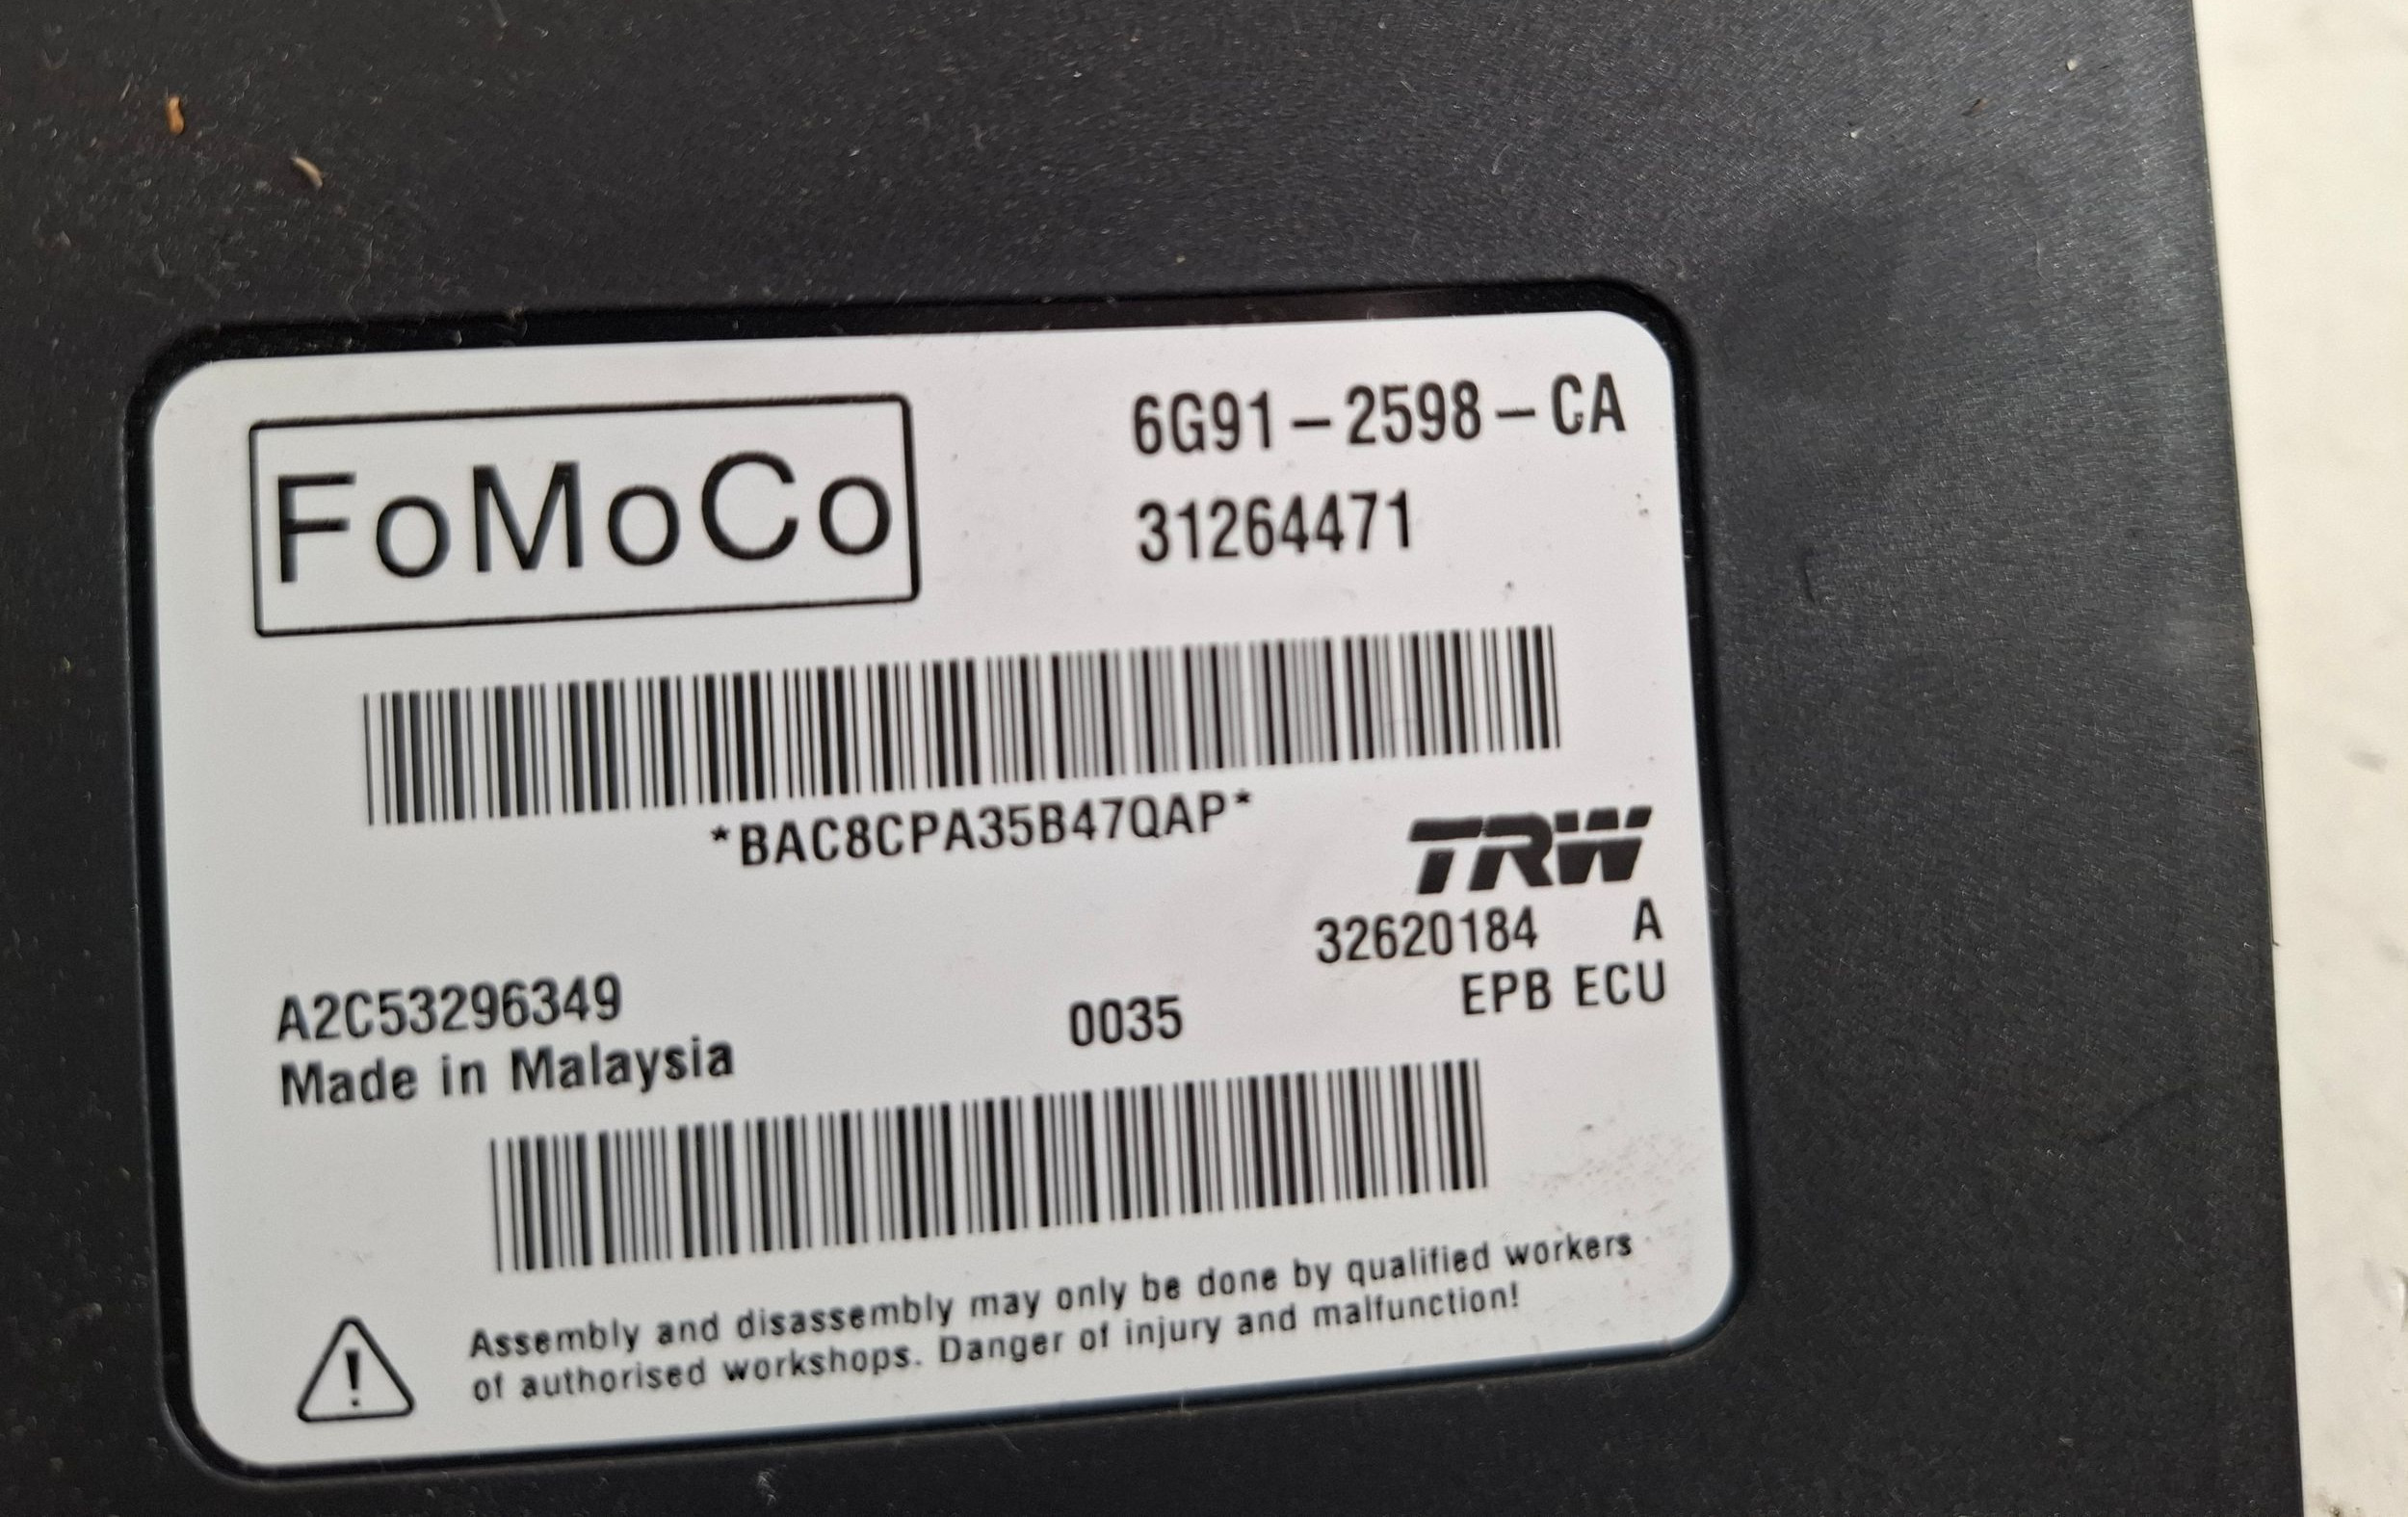 FoMoCo
6G91-2598-CA
31264471
*BAC8CPA35B47QAP*
TRW
32620184 A
EPB ECU
A2C53296349
0035
Made in Malaysia
Assembly and disassembly may only be done by qualified workers
of authorised workshops. Danger of injury and malfunction!